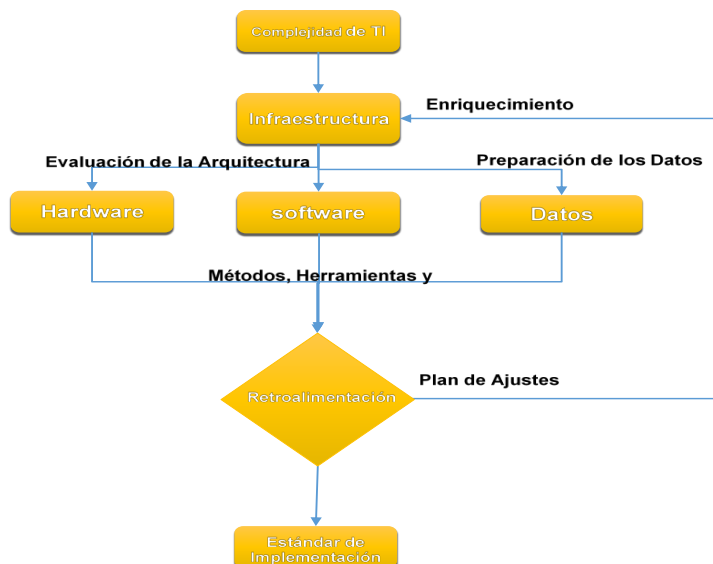 Complejidad de TI
Infraestructura
Enriquecimiento
Evaluación de la Arquitectura
Preparación de los Datos
Hardware
software
Datos
Métodos, Herramientas y
Retroalimentación
Plan de Ajustes
Estándar de
Implementación